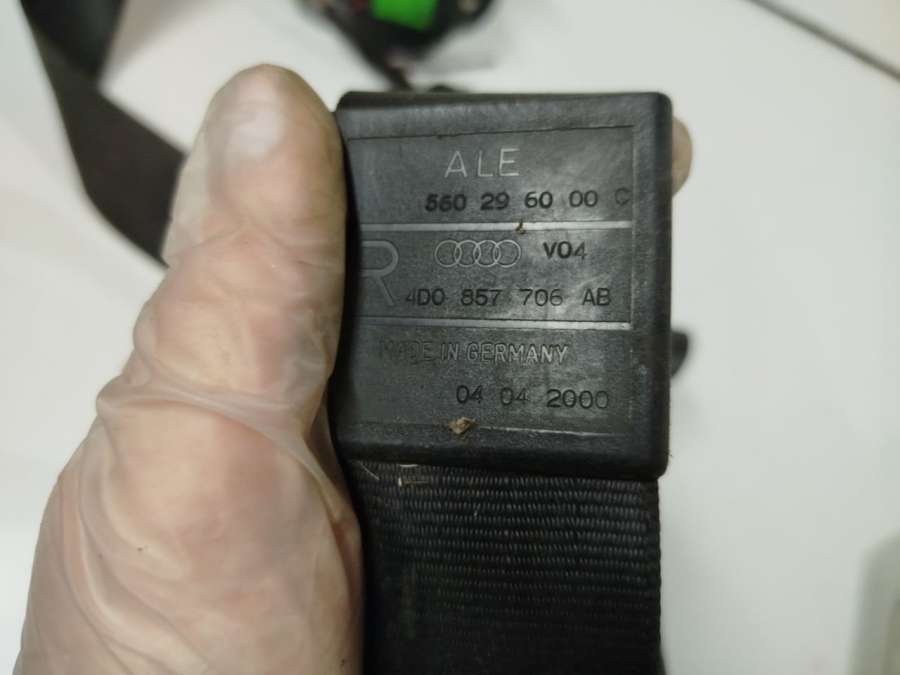 ALE
560 29 60 00 C
R
V04
4D0 857 706 AB
MADE IN GERMANY
04 04 2000